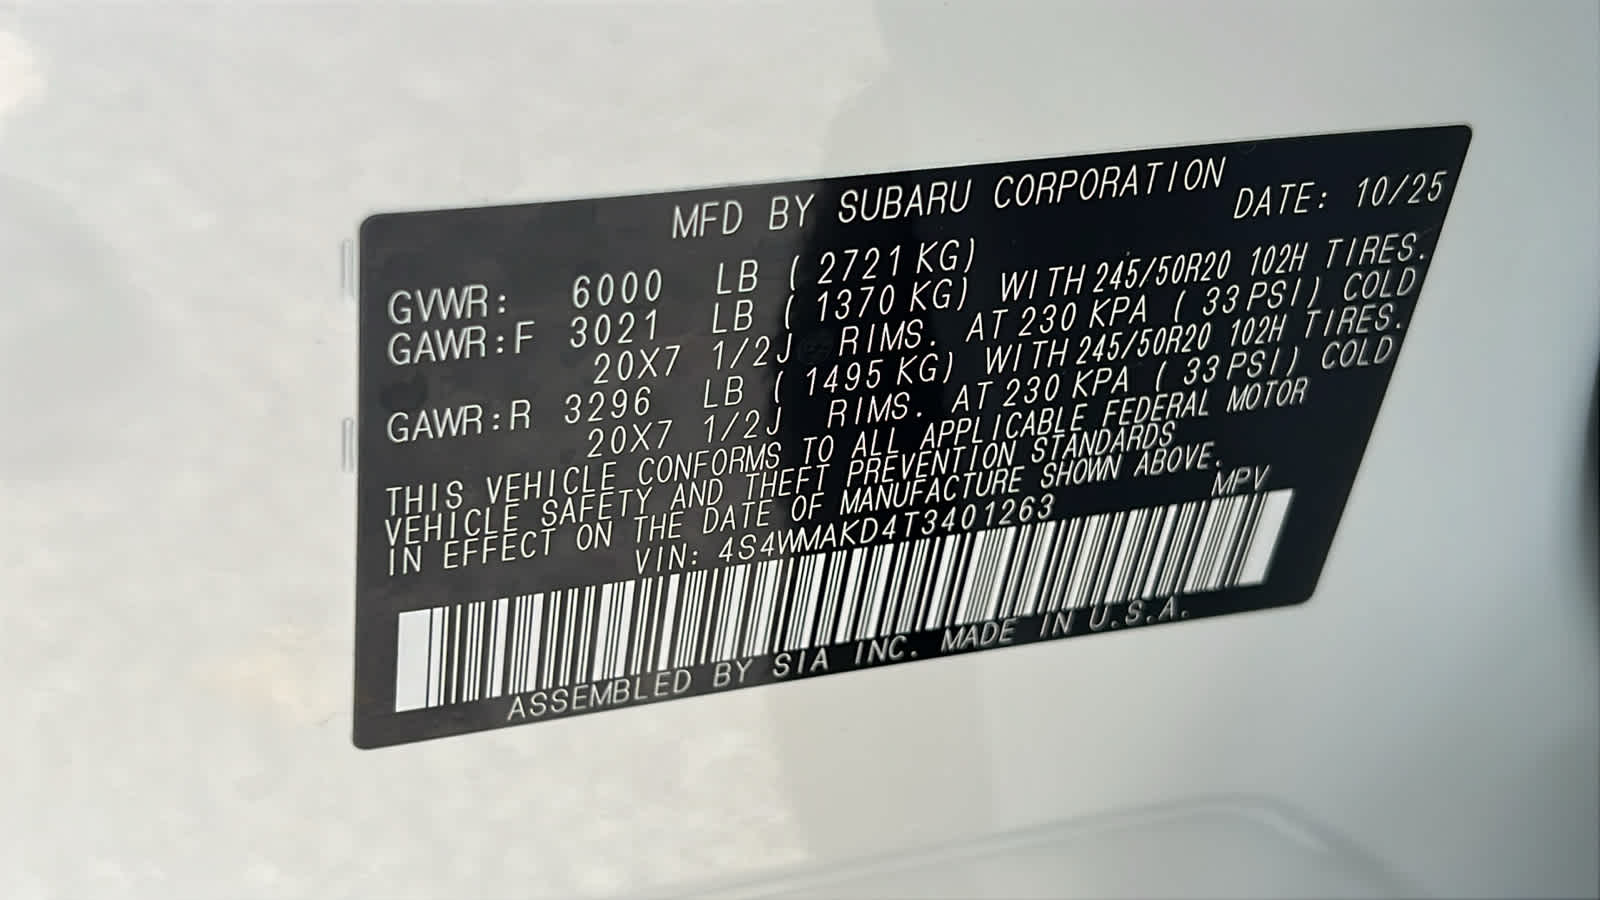 MFD BY SUBARU CORPORATION DATE: 10/25
GVWR: 6000 LB ( 2721 KG)
GAWR:F 3021 LB ( 1370 KG) WITH 245/50R20 102H TIRES.
20X7 1/2J RIMS. AT 230 KPA ( 33 PSI) COLD
GAWR:R 3296 LB ( 1495 KG) WITH 245/50R20 102H TIRES.
20X7 1/2J RIMS. AT 230 KPA ( 33 PSI) COLD
THIS VEHICLE CONFORMS TO ALL APPLICABLE FEDERAL MOTOR
VEHICLE SAFETY AND THEFT PREVENTION STANDARDS
IN EFFECT ON THE DATE OF MANUFACTURE SHOWN ABOVE.
VIN: 4S4WMAKD4T3401263 MPV
ASSEMBLED BY SIA INC. MADE IN U.S.A.